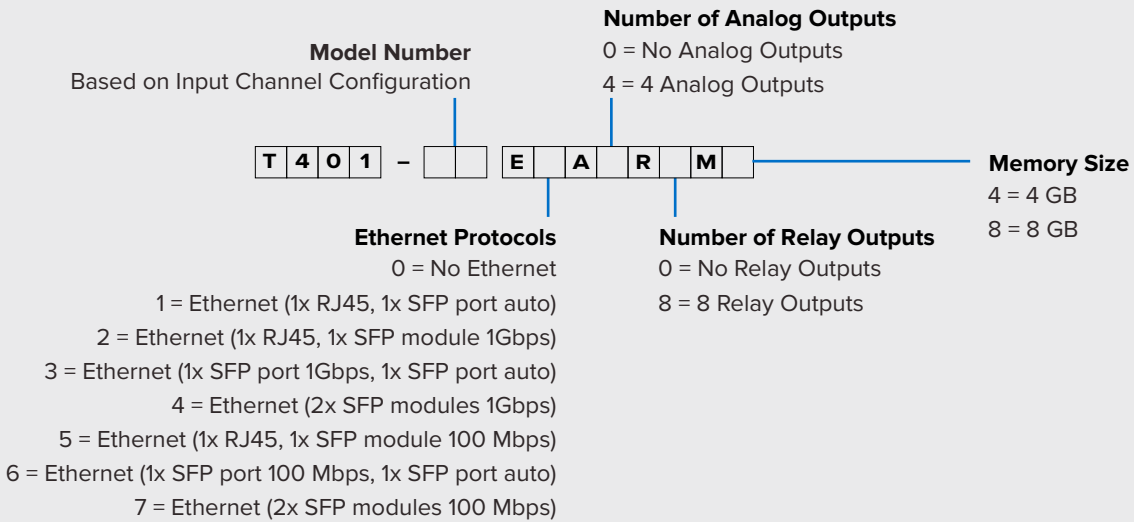 Number of Analog Outputs
0 = No Analog Outputs
4 = 4 Analog Outputs
Model Number
Based on Input Channel Configuration
T 4 0 1 – E A R M
Memory Size
4 = 4 GB
8 = 8 GB
Ethernet Protocols
0 = No Ethernet
1 = Ethernet (1x RJ45, 1x SFP port auto)
2 = Ethernet (1x RJ45, 1x SFP module 1Gbps)
3 = Ethernet (1x SFP port 1Gbps, 1x SFP port auto)
4 = Ethernet (2x SFP modules 1Gbps)
5 = Ethernet (1x RJ45, 1x SFP module 100 Mbps)
6 = Ethernet (1x SFP port 100 Mbps, 1x SFP port auto)
7 = Ethernet (2x SFP modules 100 Mbps)
Number of Relay Outputs
0 = No Relay Outputs
8 = 8 Relay Outputs